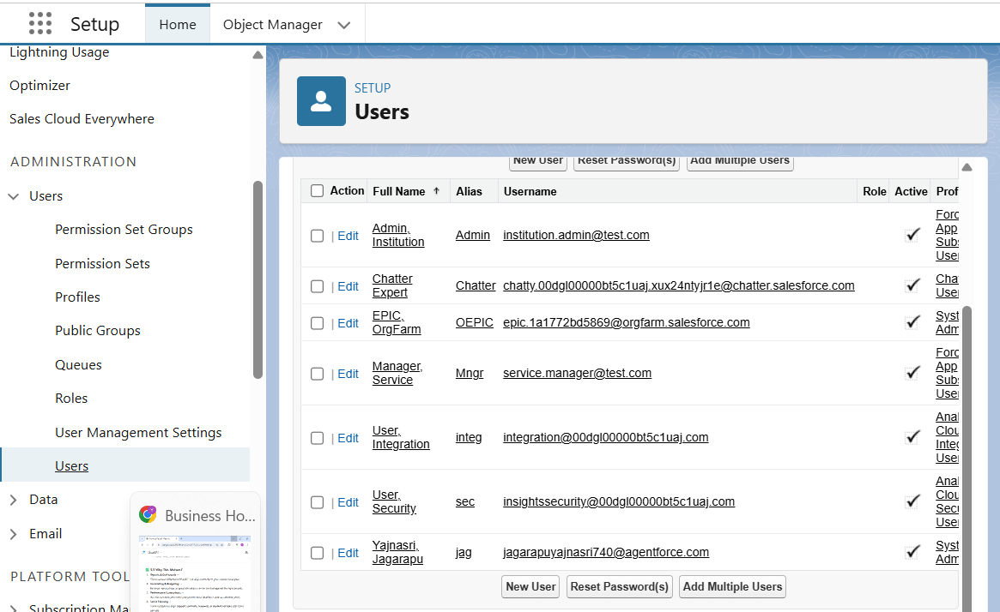 Setup
Home
Object Manager
Lightning Usage
Optimizer
Sales Cloud Everywhere
ADMINISTRATION
Users
Permission Set Groups
Permission Sets
Profiles
Public Groups
Queues
Roles
User Management Settings
Users
Data
Email
PLATFORM TOOL
Subscription Ma
Business Ho...
SETUP
Users
New User Reset Password(s) Add Multiple Users
Action Full Name Alias Username Role Active Prof
| Edit Admin, Institution Admin institution.admin@test.com Forc App Subs User
| Edit Chatter Expert Chatter chatty.00dgl00000bt5c1uaj.xux24ntyjr1e@chatter.salesforce.com Chat User
| Edit EPIC, OrgFarm OEPIC epic.1a1772bd5869@orgfarm.salesforce.com Syst Adm
| Edit Manager, Service Mngr service.manager@test.com Forc App Subs User
| Edit User, Integration integ integration@00dgl00000bt5c1uaj.com Anal Clou Integ User
| Edit User, Security sec insightssecurity@00dgl00000bt5c1uaj.com Anal Clou Secu User
| Edit Yajnasri, Jagarapu jag jagarapuyajnasri740@agentforce.com Syst Adm
New User Reset Password(s) Add Multiple Users